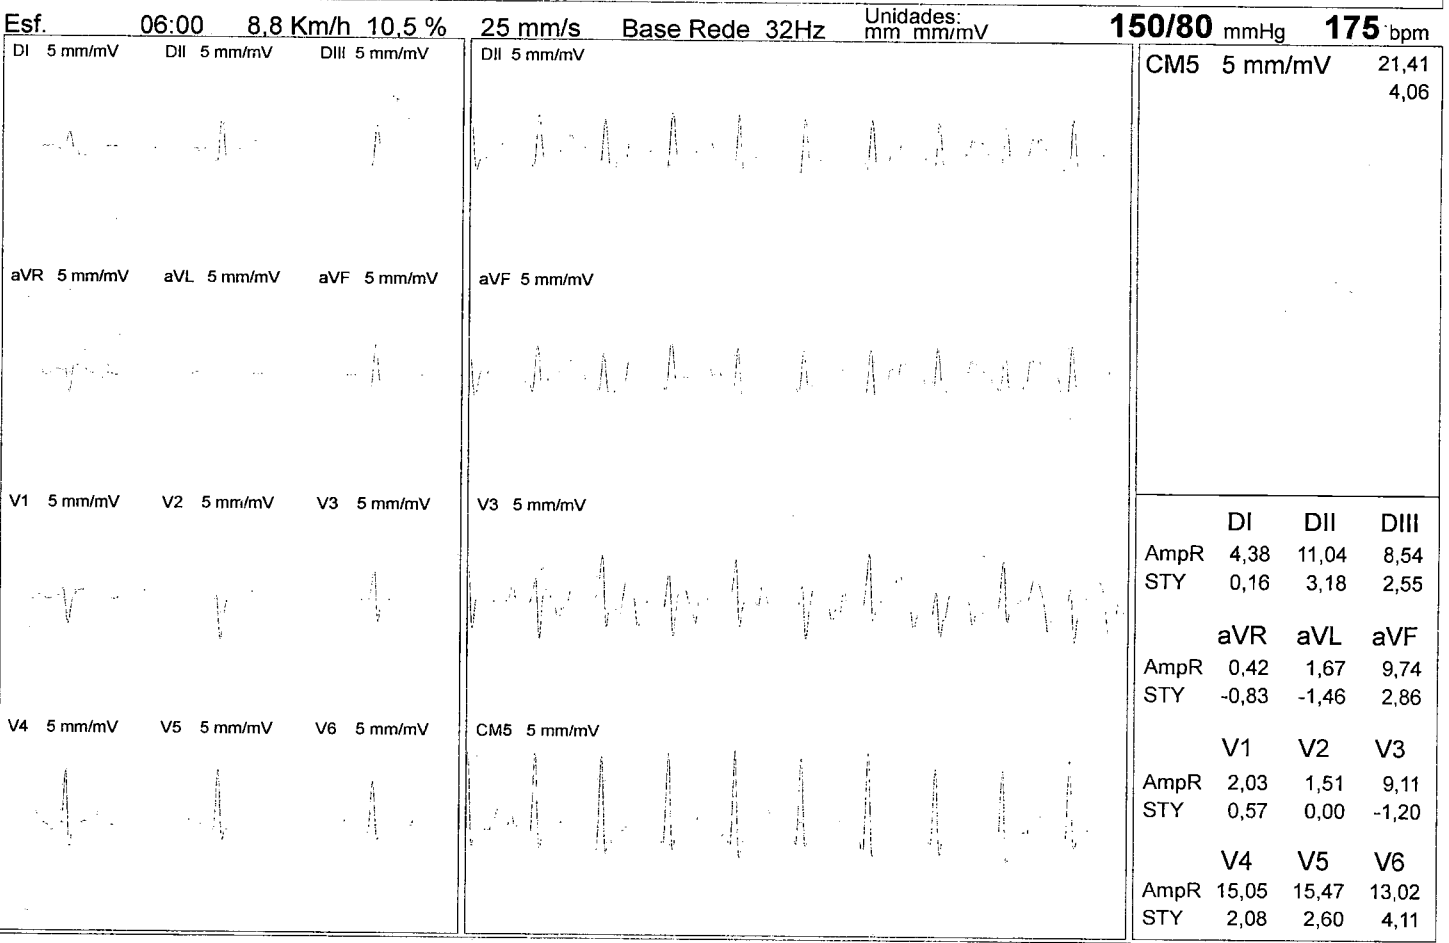 Esf. 06:00 8,8 Km/h 10,5 % 25 mm/s Base Rede 32Hz Unidades: mm mm/mV 150/80 mmHg 175 bpm
DI 5 mm/mV DII 5 mm/mV DIII 5 mm/mV DII 5 mm/mV CM5 5 mm/mV 21,41
4,06
aVR 5 mm/mV aVL 5 mm/mV aVF 5 mm/mV aVF 5 mm/mV
V1 5 mm/mV V2 5 mm/mV V3 5 mm/mV V3 5 mm/mV
DI DII DIII
AmpR 4,38 11,04 8,54
STY 0,16 3,18 2,55
aVR aVL aVF
AmpR 0,42 1,67 9,74
STY -0,83 -1,46 2,86
V4 5 mm/mV V5 5 mm/mV V6 5 mm/mV CM5 5 mm/mV
V1 V2 V3
AmpR 2,03 1,51 9,11
STY 0,57 0,00 -1,20
V4 V5 V6
AmpR 15,05 15,47 13,02
STY 2,08 2,60 4,11